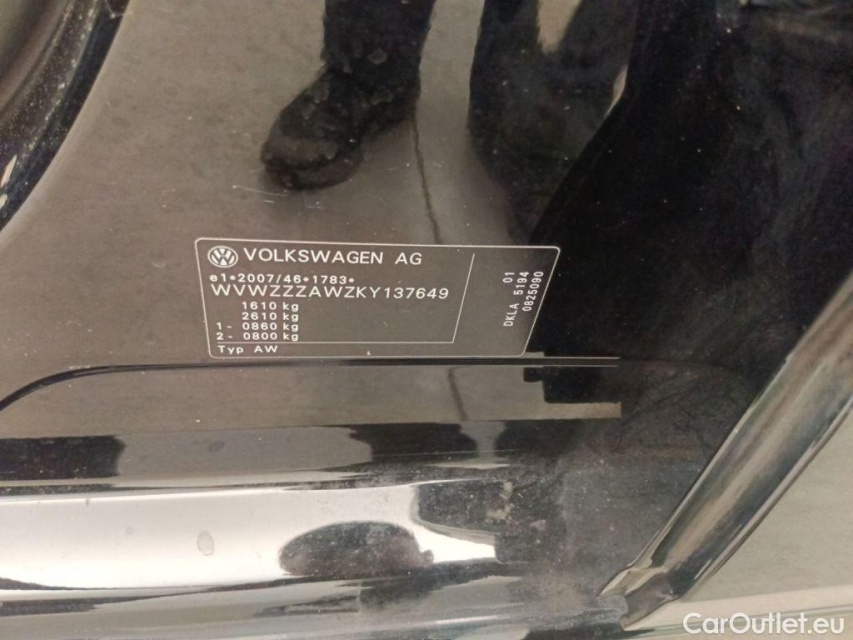 VOLKSWAGEN AG
e1*2007/46*1783*
WVWZZZAWZKY137649
1610 kg
2610 kg
1- 0860 kg
2- 0800 kg
Typ AW
01
DKLA 5194
0825090
CarOutlet.eu